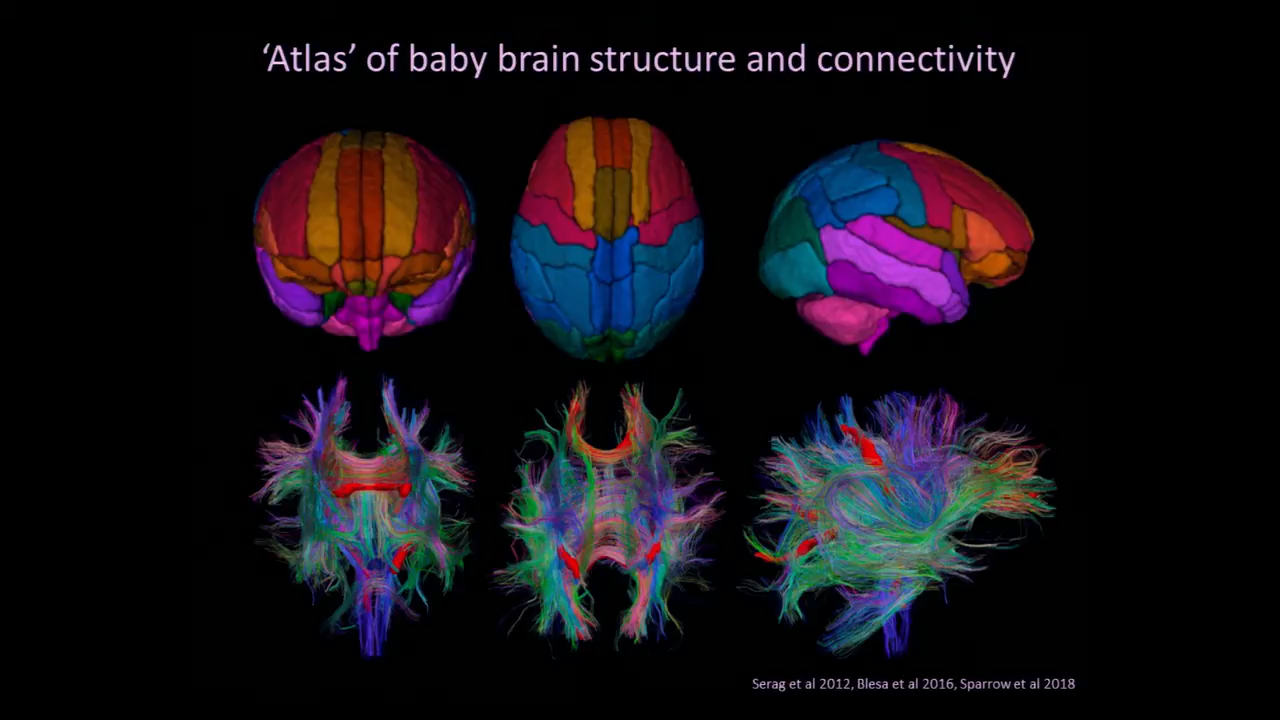 ‘Atlas’ of baby brain structure and connectivity
Serag et al 2012, Blesa et al 2016, Sparrow et al 2018